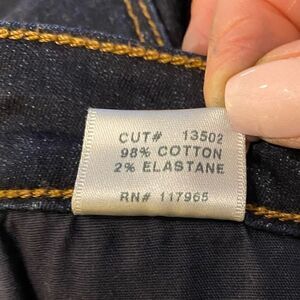 CUT# 13502
98% COTTON
2% ELASTANE
RN# 117965